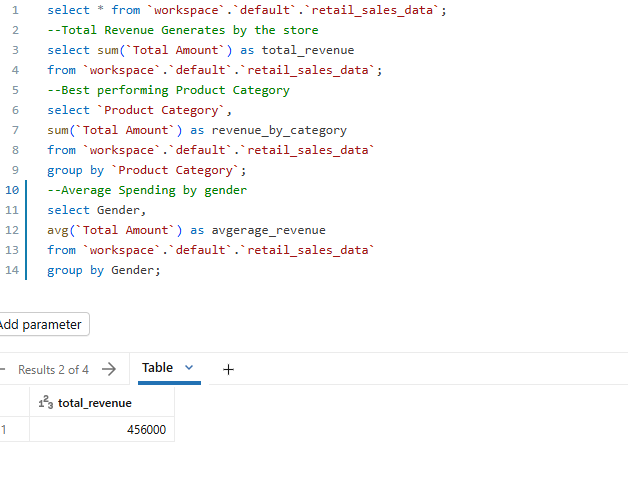 1 select * from `workspace`.`default`.`retail_sales_data`;
2 --Total Revenue Generates by the store
3 select sum(`Total Amount`) as total_revenue
4 from `workspace`.`default`.`retail_sales_data`;
5 --Best performing Product Category
6 select `Product Category`,
7 sum(`Total Amount`) as revenue_by_category
8 from `workspace`.`default`.`retail_sales_data`
9 group by `Product Category`;
10 --Average Spending by gender
11 select Gender,
12 avg(`Total Amount`) as avgerage_revenue
13 from `workspace`.`default`.`retail_sales_data`
14 group by Gender;
Add parameter
Results 2 of 4 → Table +
123 total_revenue
1 456000